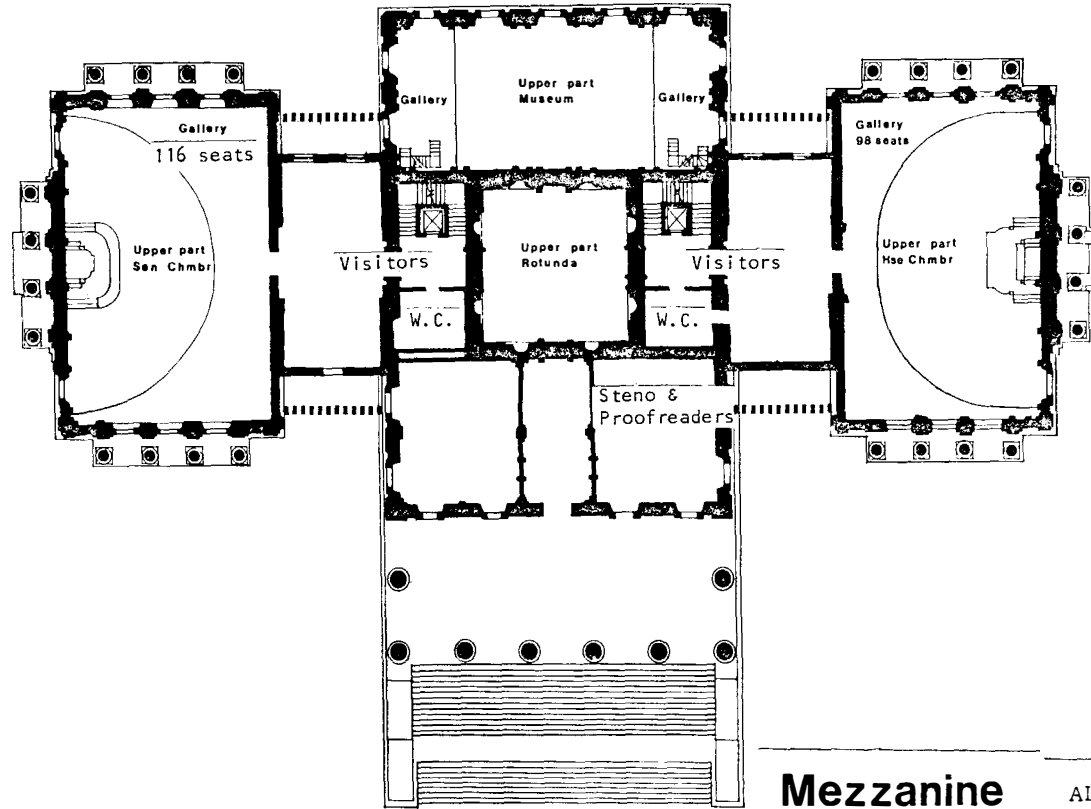 Upper part
Museum
Gallery
Gallery
Gallery
116 seats
Gallery
98 seats
Upper part
Sen Chmbr
Visitors
Upper part
Rotunda
Visitors
Upper part
Hse Chmbr
W.C.
W.C.
Steno &
Proofreaders
Mezzanine